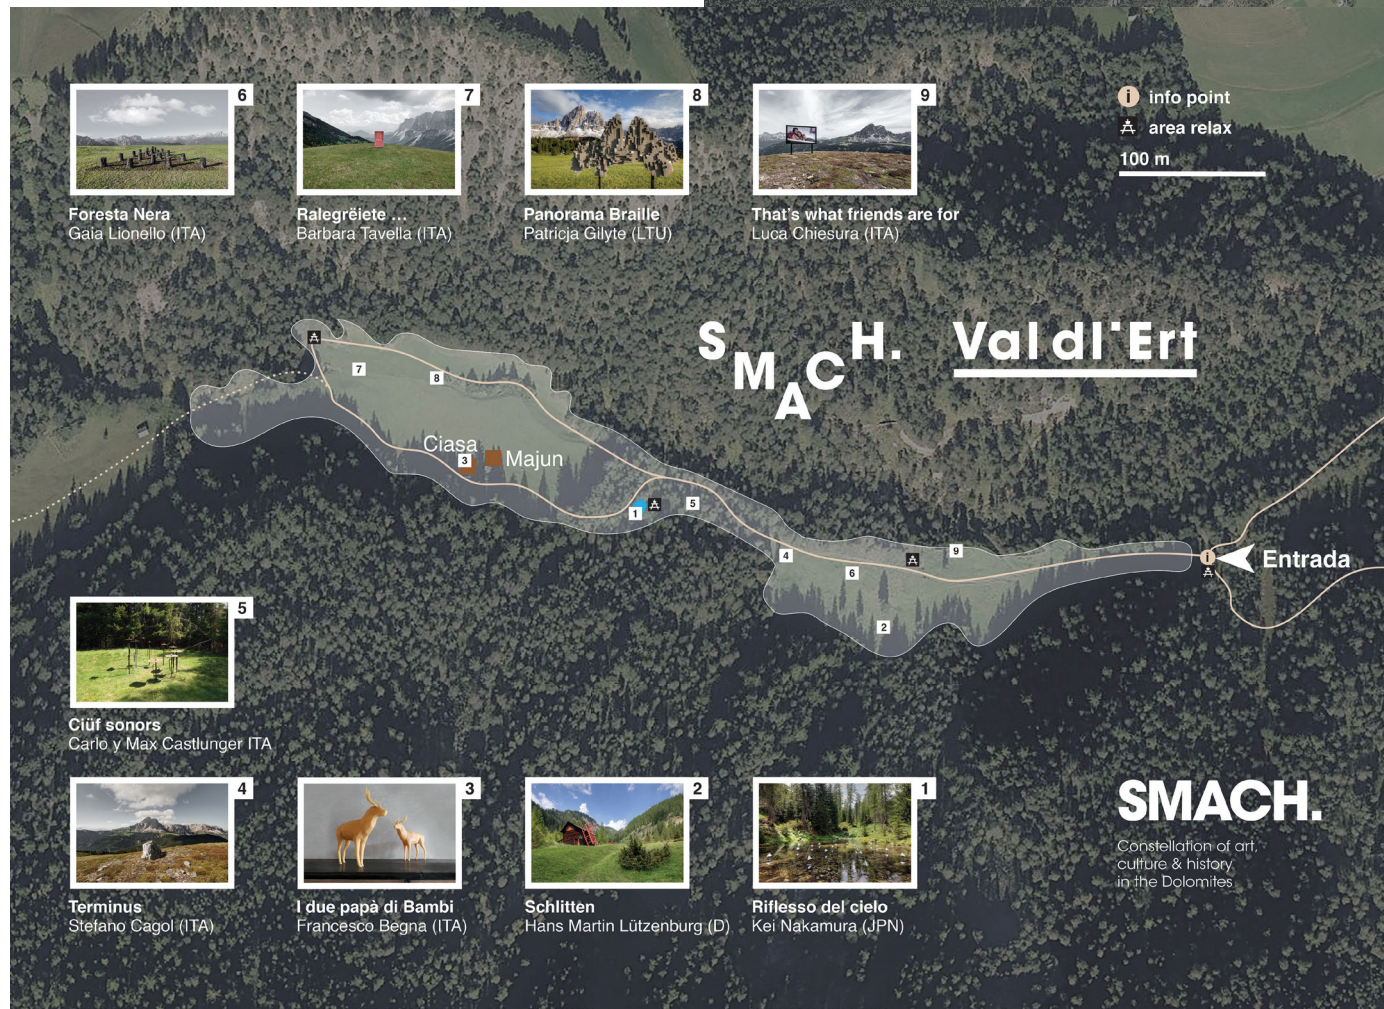 6
Foresta Nera
Gaia Lionello (ITA)
7
Ralegrëiete ...
Barbara Tavella (ITA)
8
Panorama Braille
Patricja Gilyte (LTU)
9
That's what friends are for
Luca Chiesura (ITA)
i info point
area relax
100 m
SMACH.
Val dl'Ert
7
8
Ciasa
3
Majun
1
5
4
6
9
2
i
Entrada
5
Ciüf sonors
Carlo y Max Castlunger ITA
4
Terminus
Stefano Cagol (ITA)
3
I due papà di Bambi
Francesco Begna (ITA)
2
Schlitten
Hans Martin Lützenburg (D)
1
Riflesso del cielo
Kei Nakamura (JPN)
SMACH.
Constellation of art,
culture & history
in the Dolomites